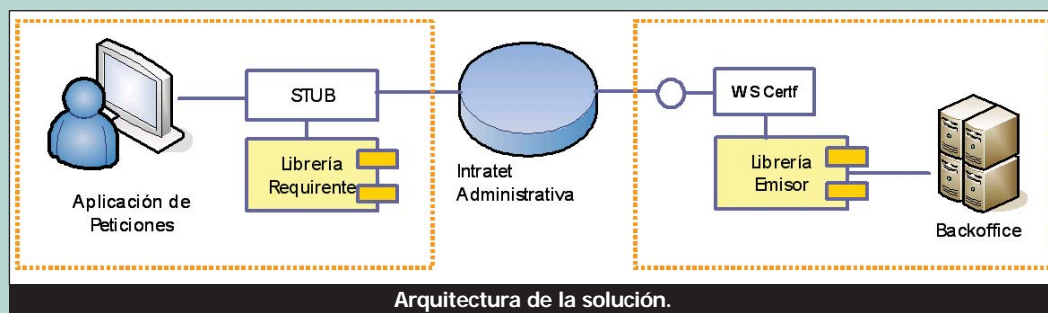 Aplicación de
Peticiones
STUB
Librería
Requirente
Intratet
Administrativa
WS Certf
Librería
Emisor
Backoffice
Arquitectura de la solución.